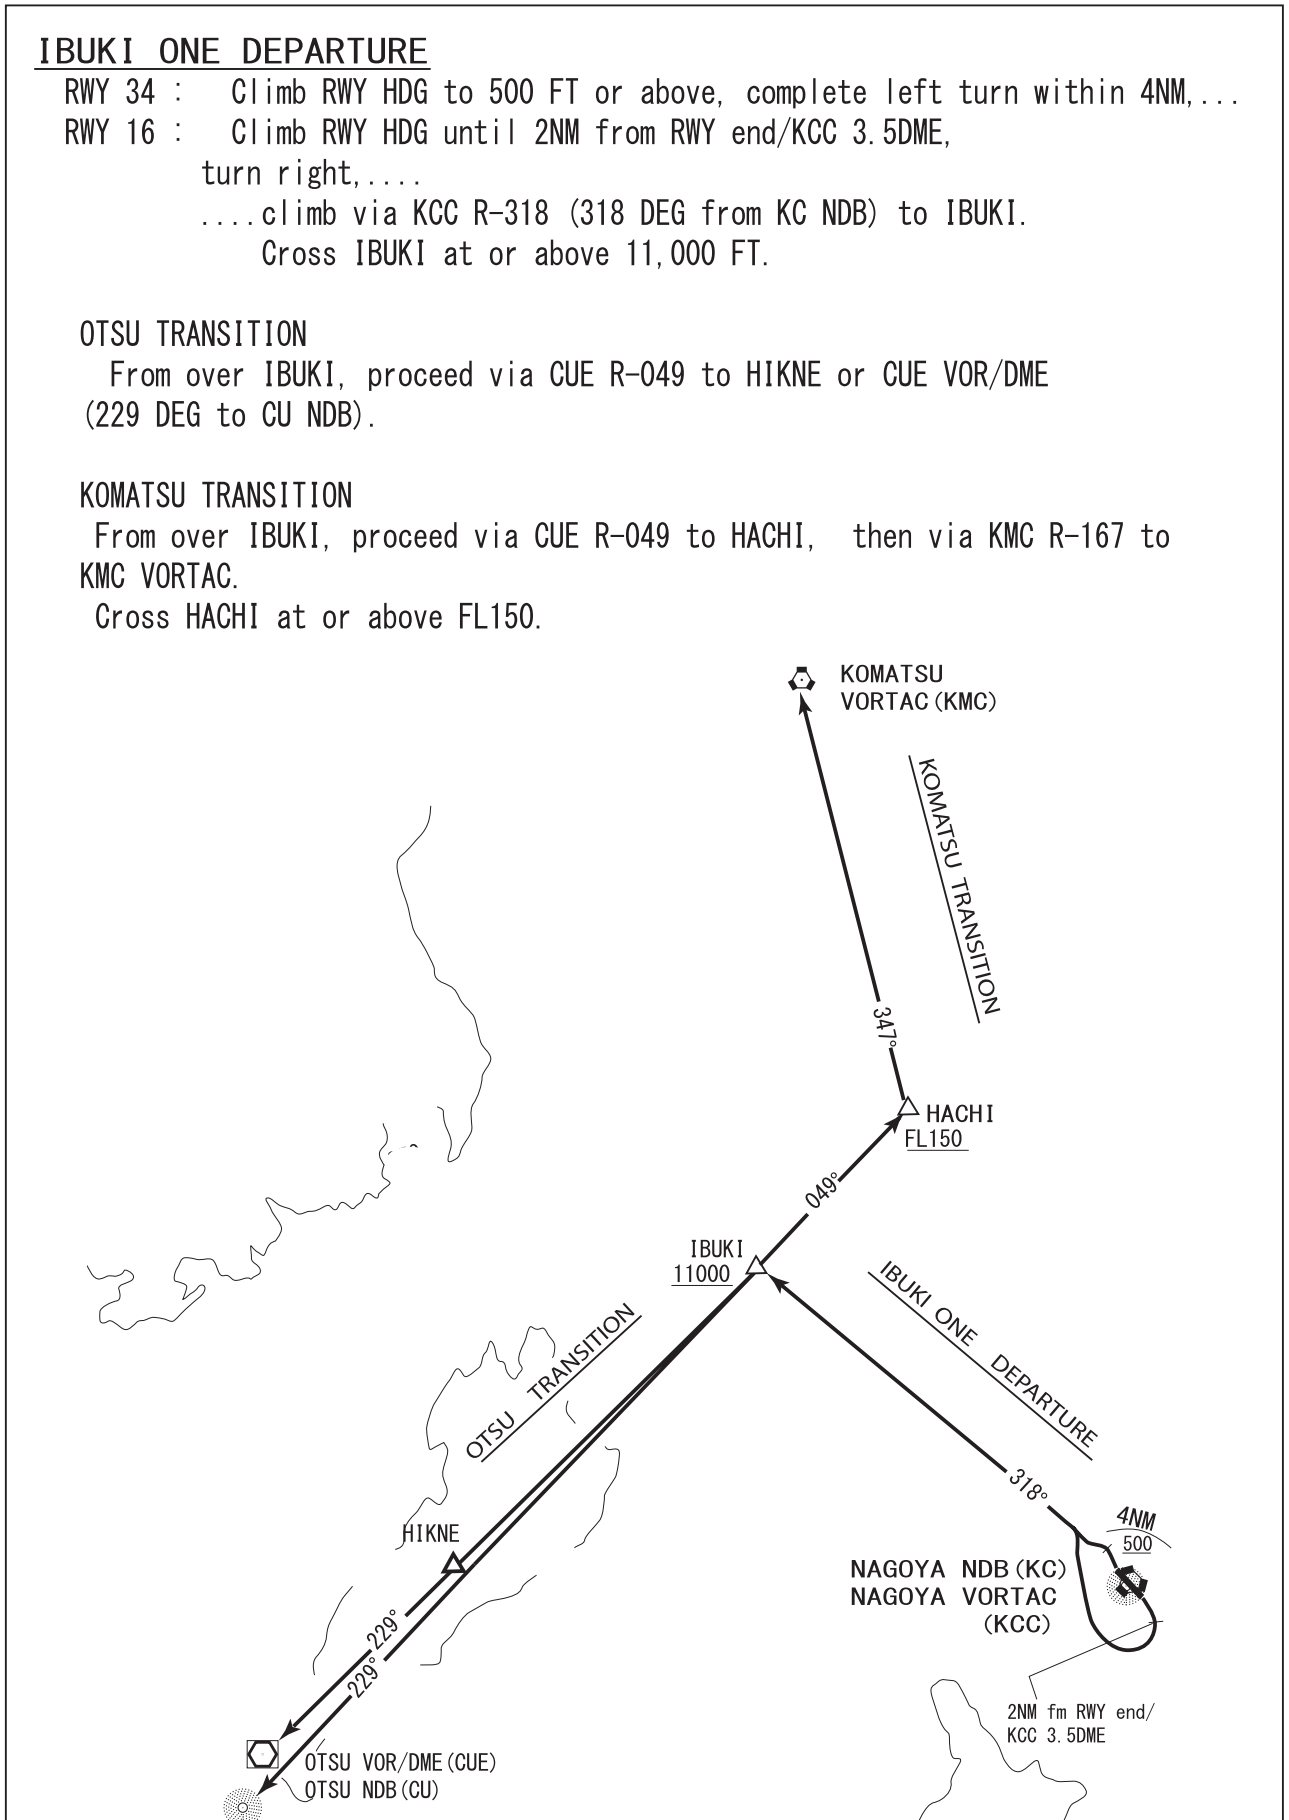 IBUKI ONE DEPARTURE
RWY 34 : Climb RWY HDG to 500 FT or above, complete left turn within 4NM,...
RWY 16 : Climb RWY HDG until 2NM from RWY end/KCC 3.5DME,
turn right,....
....climb via KCC R-318 (318 DEG from KC NDB) to IBUKI.
Cross IBUKI at or above 11,000 FT.
OTSU TRANSITION
From over IBUKI, proceed via CUE R-049 to HIKNE or CUE VOR/DME
(229 DEG to CU NDB).
KOMATSU TRANSITION
From over IBUKI, proceed via CUE R-049 to HACHI, then via KMC R-167 to
KMC VORTAC.
Cross HACHI at or above FL150.
KOMATSU
VORTAC(KMC)
KOMATSU TRANSITION
347°
HACHI
FL150
049°
IBUKI
11000
IBUKI ONE DEPARTURE
OTSU TRANSITION
318°
4NM
500
HIKNE
NAGOYA NDB(KC)
NAGOYA VORTAC
(KCC)
229°
229°
2NM fm RWY end/
KCC 3.5DME
OTSU VOR/DME(CUE)
OTSU NDB(CU)